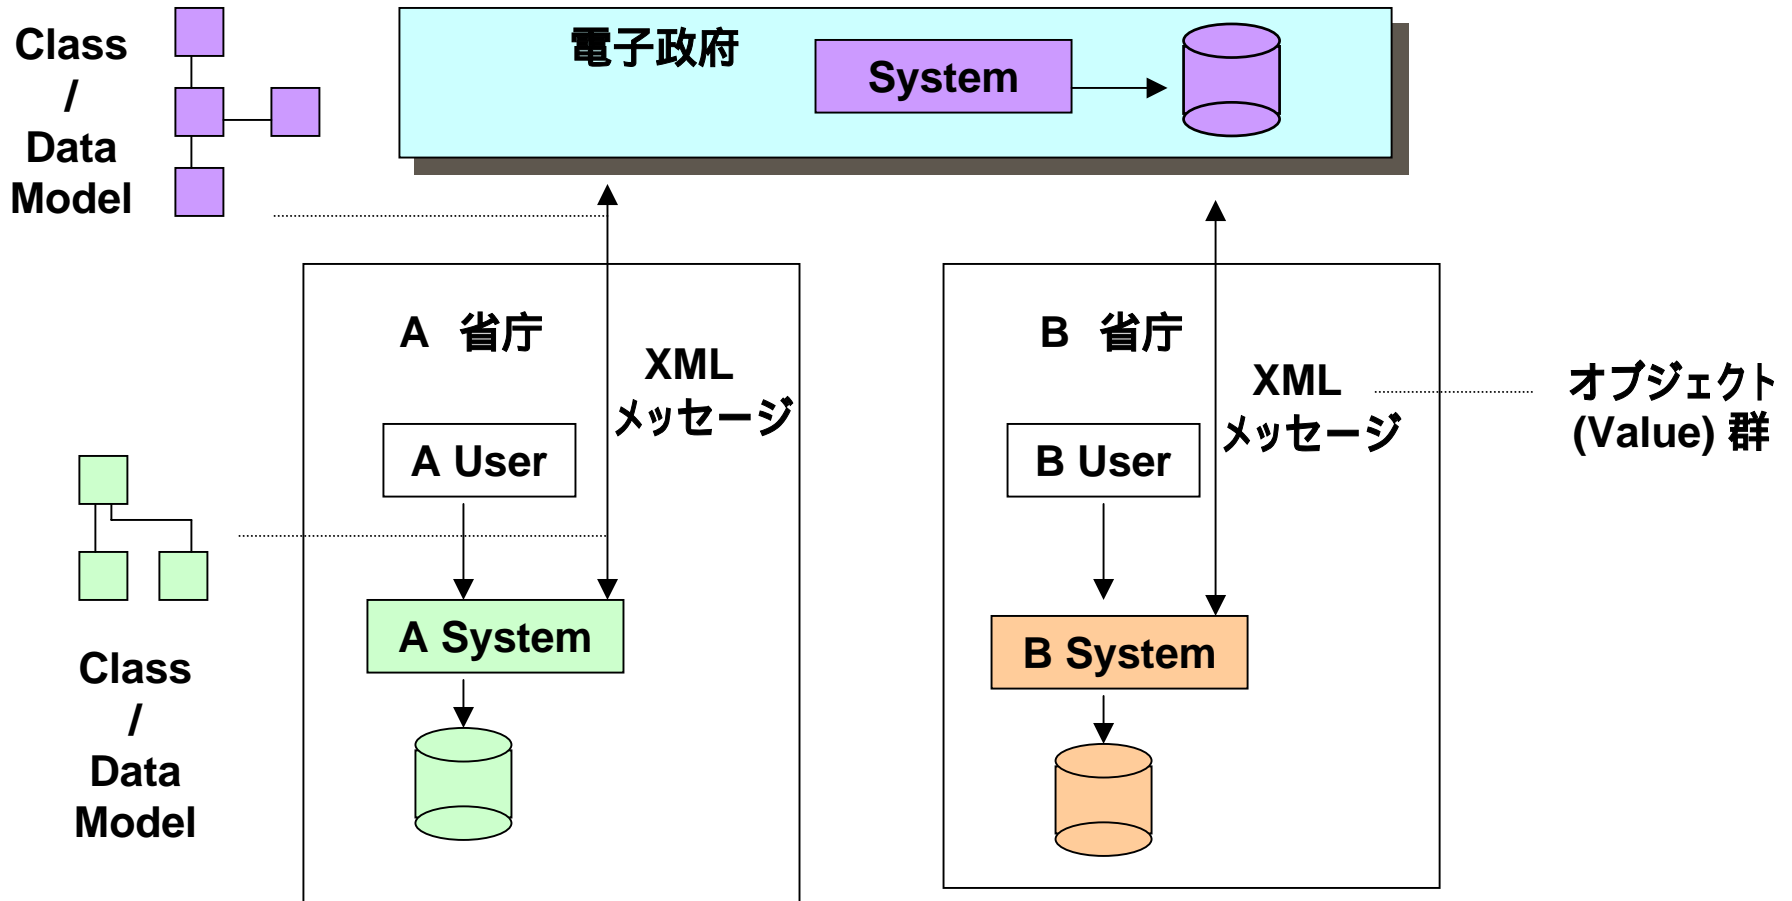 Class
/
Data
Model
電子政府
System
A 省庁
XML
メッセージ
A User
A System
B 省庁
XML
メッセージ
B User
B System
オブジェクト
(Value) 群
Class
/
Data
Model